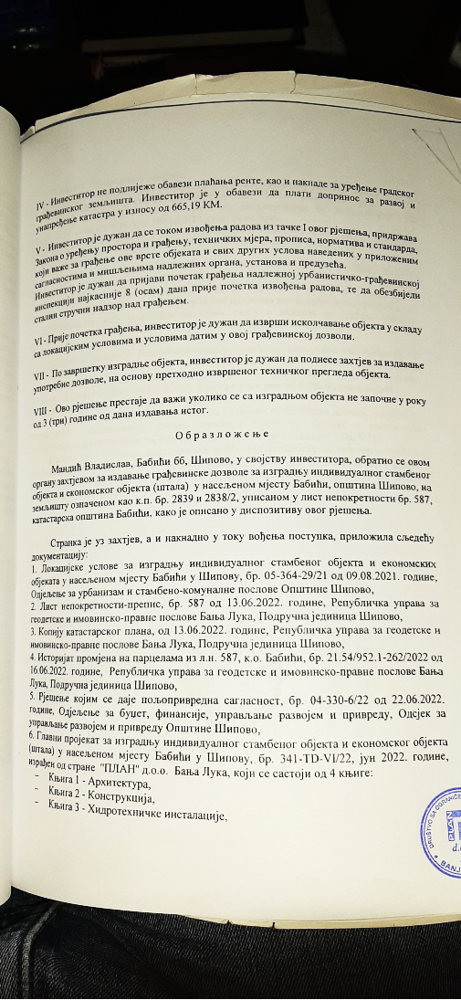 IV - Инвеститор не подлијеже обавези плаћања ренте, као и накнаде за уређење градског
грађевинског земљишта. Инвеститор је у обавези да плати допринос за развој и
унапређење катастра у износу од 665,19 КМ.
V - Инвеститор је дужан да се током извођења радова из тачке I овог рјешења, придржава
Закона о уређењу простора и грађењу, техничких мјера, прописа, норматива и стандарда,
који важе за грађење ове врсте објеката и свих других услова наведених у приложеним
сагласностима и мишљењима надлежних органа, установа и предузећа.
Инвеститор је дужан да пријави почетак грађења надлежној урбанистичко-грађевинској
инспекцији најкасније 8 (осам) дана прије почетка извођења радова, те да обезбиједи
стални стручни надзор над грађењем.
VI - Прије почетка грађења, инвеститор је дужан да изврши исколчавање објекта у складу
са локацијским условима и условима датим у овој грађевинској дозволи.
VII - По завршетку изградње објекта, инвеститор је дужан да поднесе захтјев за издавање
употребне дозволе, на основу претходно извршеног техничког прегледа објекта.
VIII - Ово рјешење престаје да важи уколико се са изградњом објекта не започне у року
од 3 (три) године од дана издавања истог.
О б р а з л о ж е њ е
Мандић Владислав, Бабићи бб, Шипово, у својству инвеститора, обратио се овом
органу захтјевом за издавање грађевинске дозволе за изградњу индивидуалног стамбеног
објекта и економског објекта (штала) у насељеном мјесту Бабићи, општина Шипово, на
земљишту означеном као к.п. бр. 2839 и 2838/2, уписаном у лист непокретности бр. 587,
катастарска општина Бабићи, како је описано у диспозитиву овог рјешења.
Странка је уз захтјев, а и накнадно у току вођења поступка, приложила сљедећу
документацију:
1. Локацијске услове за изградњу индивидуалног стамбеног објекта и економских
објеката у насељеном мјесту Бабићи у Шипову, бр. 05-364-29/21 од 09.08.2021. године,
Одјељење за урбанизам и стамбено-комуналне послове Општине Шипово,
2. Лист непокретности-препис, бр. 587 од 13.06.2022. године, Републичка управа за
геодетске и имовинско-правне послове Бања Лука, Подручна јединица Шипово,
3. Копију катастарског плана, од 13.06.2022. године, Републичка управа за геодетске и
имовинско-правне послове Бања Лука, Подручна јединица Шипово,
4. Историјат промјена на парцелама из л.н. 587, к.о. Бабићи, бр. 21.54/952.1-262/2022 од
16.06.2022. године, Републичка управа за геодетске и имовинско-правне послове Бања
Лука, Подручна јединица Шипово,
5. Рјешење којим се даје пољопривредна сагласност, бр. 04-330-6/22 од 22.06.2022.
године, Одјељење за буџет, финансије, управљање развојем и привреду, Одсјек за
управљање развојем и привреду Општине Шипово,
6. Главни пројекат за изградњу индивидуалног стамбеног објекта и економског објекта
(штала) у насељеном мјесту Бабићи у Шипову, бр. 341-TD-VI/22, јун 2022. године,
израђен од стране "ПЛАН" д.о.о. Бања Лука, који се састоји од 4 књиге:
- Књига 1 - Архитектура,
- Књига 2 - Конструкција,
- Књига 3 - Хидротехничке инсталације,
DRUŠTVO SA OGRANIČE
PLAN
BANJ